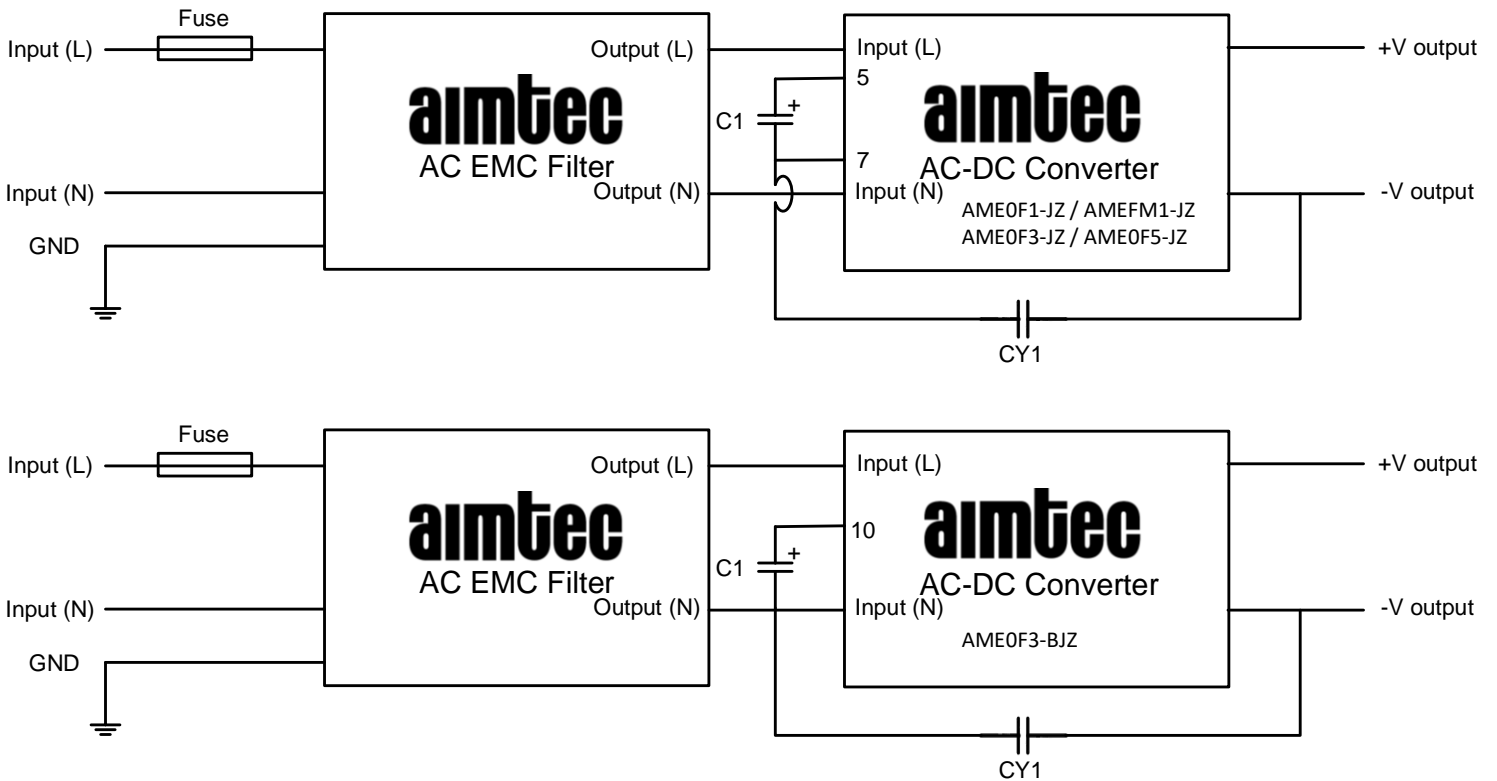 Fuse
Input (L)
Output (L)
Input (L)
+V output
5
aimtec
aimtec
C1
+
AC EMC Filter
7
AC-DC Converter
Input (N)
Output (N)
Input (N)
-V output
AME0F1-JZ / AMEFM1-JZ
AME0F3-JZ / AME0F5-JZ
GND
CY1
Fuse
Input (L)
Output (L)
Input (L)
+V output
10
aimtec
aimtec
C1
+
AC EMC Filter
AC-DC Converter
Input (N)
Output (N)
Input (N)
-V output
AME0F3-BJZ
GND
CY1